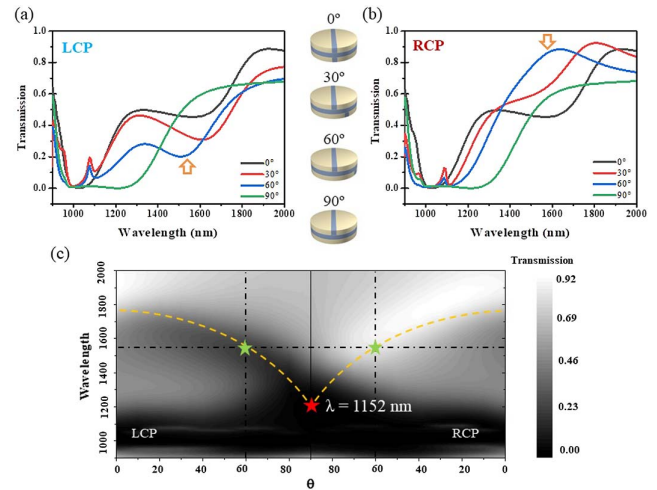 (a)
LCP
Transmission
1.0
0.8
0.6
0.4
0.2
0.0
1000 1200 1400 1600 1800 2000
Wavelength (nm)
0°
30°
60°
90°
0°
30°
60°
90°
(b)
RCP
Transmission
1.0
0.8
0.6
0.4
0.2
0.0
1000 1200 1400 1600 1800 2000
Wavelength (nm)
0°
30°
60°
90°
(c)
Wavelength
2000
1800
1600
1400
1200
1000
λ = 1152 nm
LCP
RCP
0 20 40 60 80 80 60 40 20 0
θ
Transmission
0.92
0.70
0.46
0.23
0.00